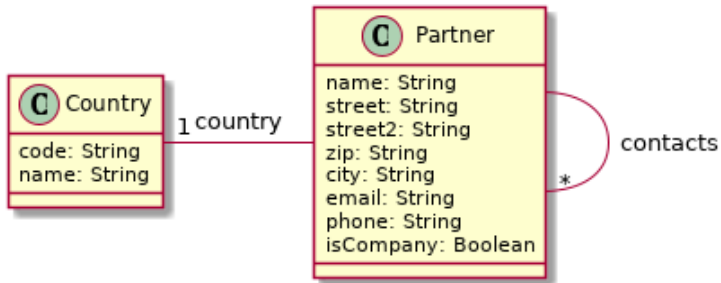 C Country
code: String
name: String
1 country
C Partner
name: String
street: String
street2: String
zip: String
city: String
email: String
phone: String
isCompany: Boolean
contacts
*